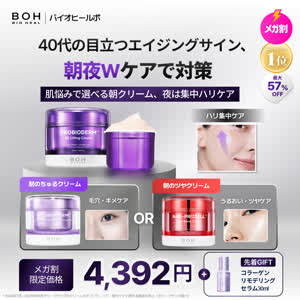 BOH
BIO HEAL
バイオヒールボ
メガ割
1位
最大
57%
OFF
40代の目立つエイジングサイン、
朝夜Wケアで対策
肌悩みで選べる朝クリーム、夜は集中ハリケア
ハリ集中ケア
PROBIODERM
BOH
朝のちゅるクリーム
毛穴・キメケア
OR
朝のツヤクリーム
うるおい・ツヤケア
BOH
BOH
メガ割
限定価格
4,392円
+
先着GIFT
コラーゲン
リモデリング
セラム30ml